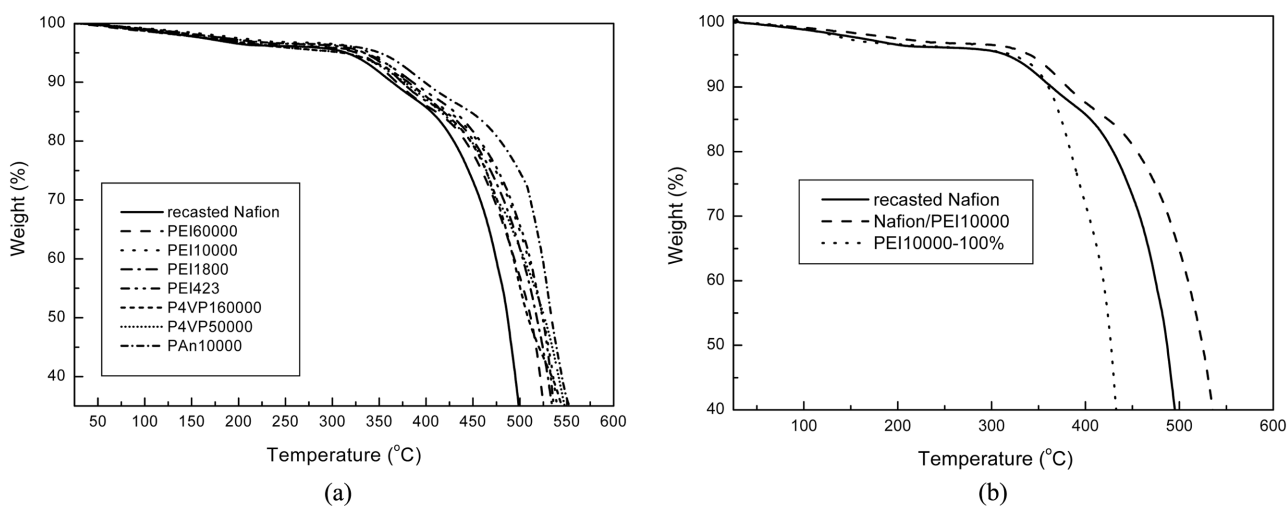 100
90
80
70
60
50
40
Weight (%)
recasted Nafion
PEI60000
PEI10000
PEI1800
PEI423
P4VP160000
P4VP50000
PAn10000
50 100 150 200 250 300 350 400 450 500 550 600
Temperature (°C)
(a)
100
90
80
70
60
50
40
Weight (%)
recasted Nafion
Nafion/PEI10000
PEI10000-100%
100 200 300 400 500 600
Temperature (°C)
(b)